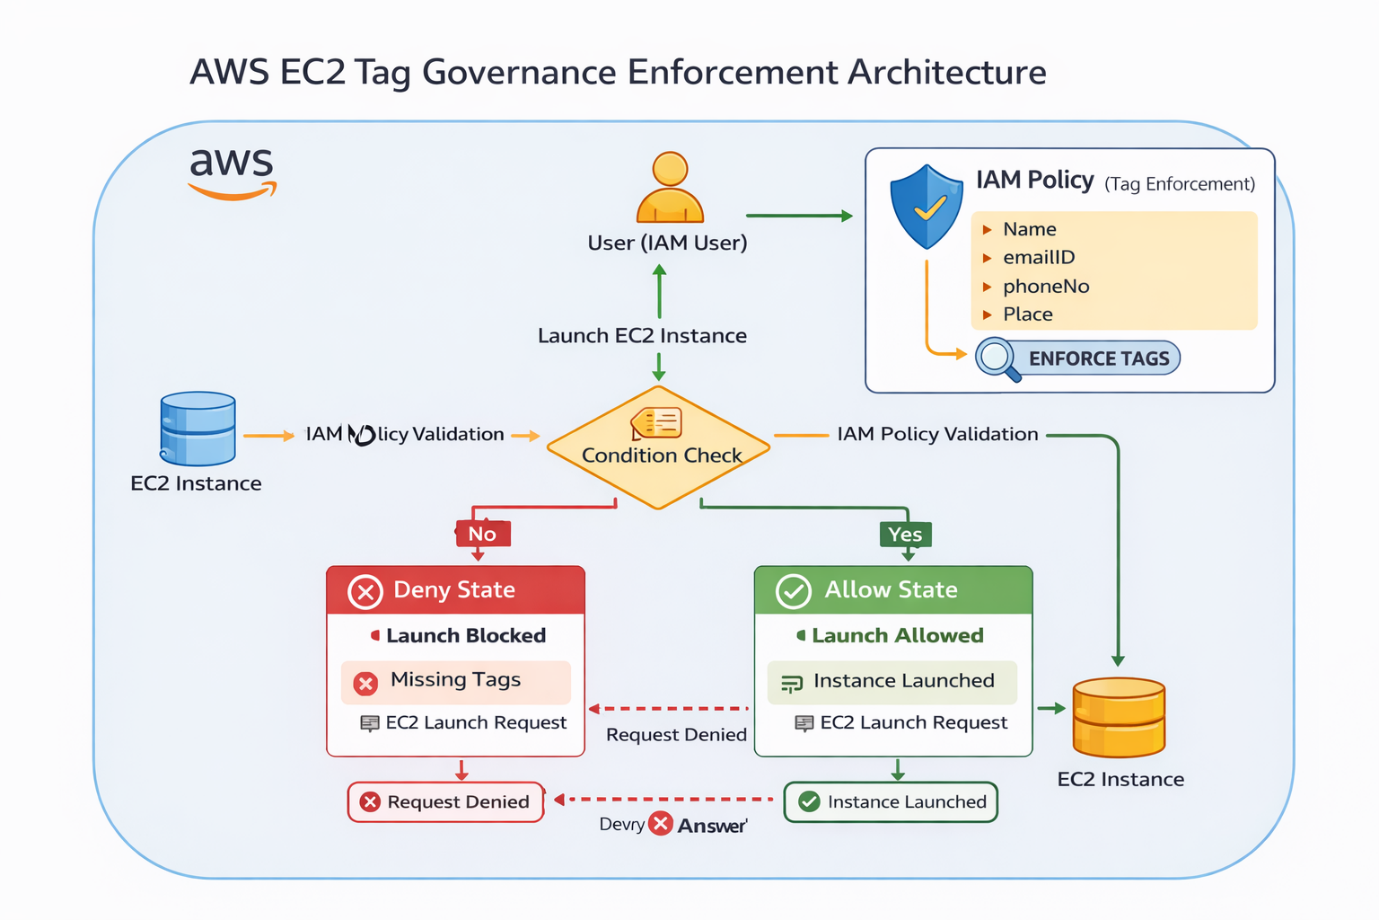 AWS EC2 Tag Governance Enforcement Architecture
aws
User (IAM User)
IAM Policy (Tag Enforcement)
Name
emailID
phoneNo
Place
ENFORCE TAGS
Launch EC2 Instance
EC2 Instance
IAM licy Validation
Condition Check
IAM Policy Validation
No
Yes
Deny State
Launch Blocked
Missing Tags
EC2 Launch Request
Request Denied
Allow State
Launch Allowed
Instance Launched
EC2 Launch Request
Request Denied
Instance Launched
Devry Answer'
EC2 Instance